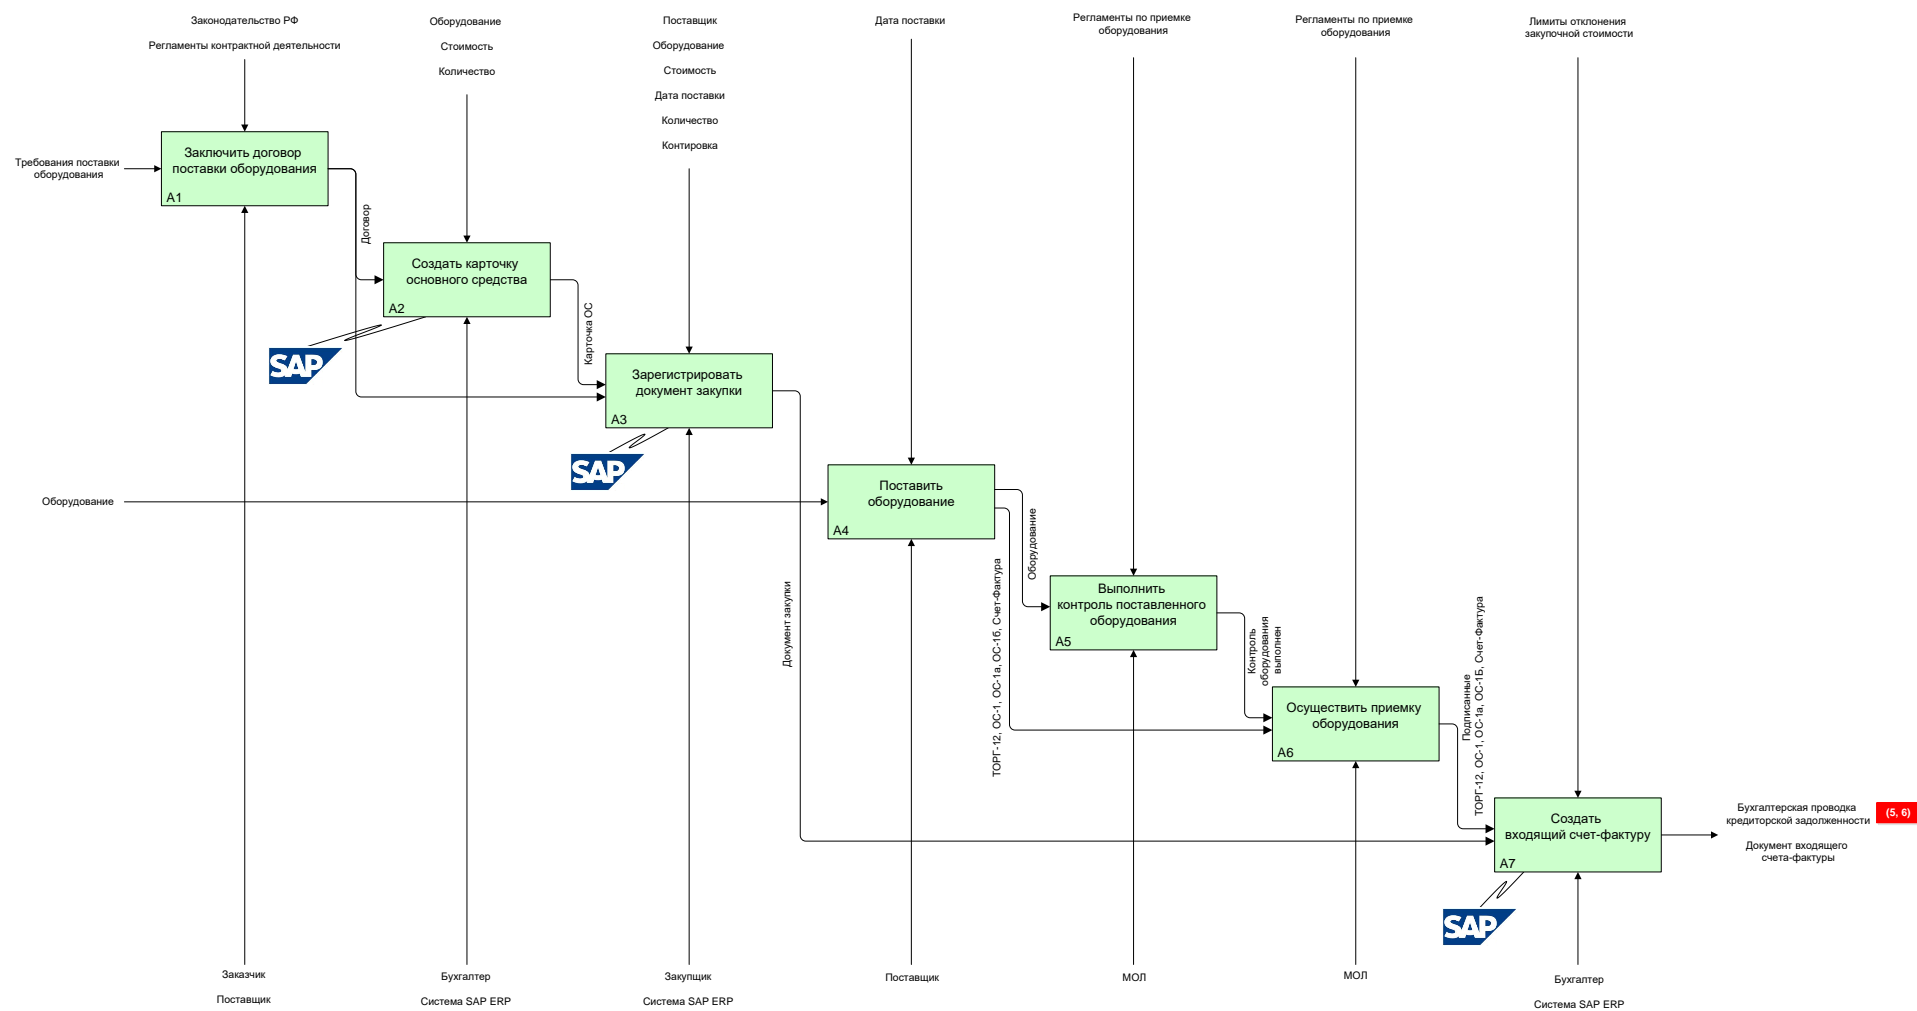 Законодательство РФ
Регламенты контрактной деятельности
Оборудование
Стоимость
Количество
Поставщик
Оборудование
Стоимость
Дата поставки
Количество
Контировка
Дата поставки
Регламенты по приемке
оборудования
Регламенты по приемке
оборудования
Лимиты отклонения
закупочной стоимости
Требования поставки
оборудования
Заключить договор
поставки оборудования
A1
Договор
Создать карточку
основного средства
A2
SAP
Карточка ОС
Зарегистрировать
документ закупки
A3
SAP
Документ закупки
Оборудование
Поставить
оборудование
A4
Оборудование
ТОРГ-12, ОС-1, ОС-1а, ОС-1б, Счет-Фактура
Выполнить
контроль поставленного
оборудования
A5
Контроль
оборудования
выполнен
Осуществить приемку
оборудования
A6
Подписанные
ТОРГ-12, ОС-1, ОС-1а, ОС-1Б, Счет-Фактура
Создать
входящий счет-фактуру
A7
SAP
Бухгалтерская проводка
кредиторской задолженности
(5, 6)
Документ входящего
счета-фактуры
Заказчик
Поставщик
Бухгалтер
Система SAP ERP
Закупщик
Система SAP ERP
Поставщик
МОЛ
МОЛ
Бухгалтер
Система SAP ERP